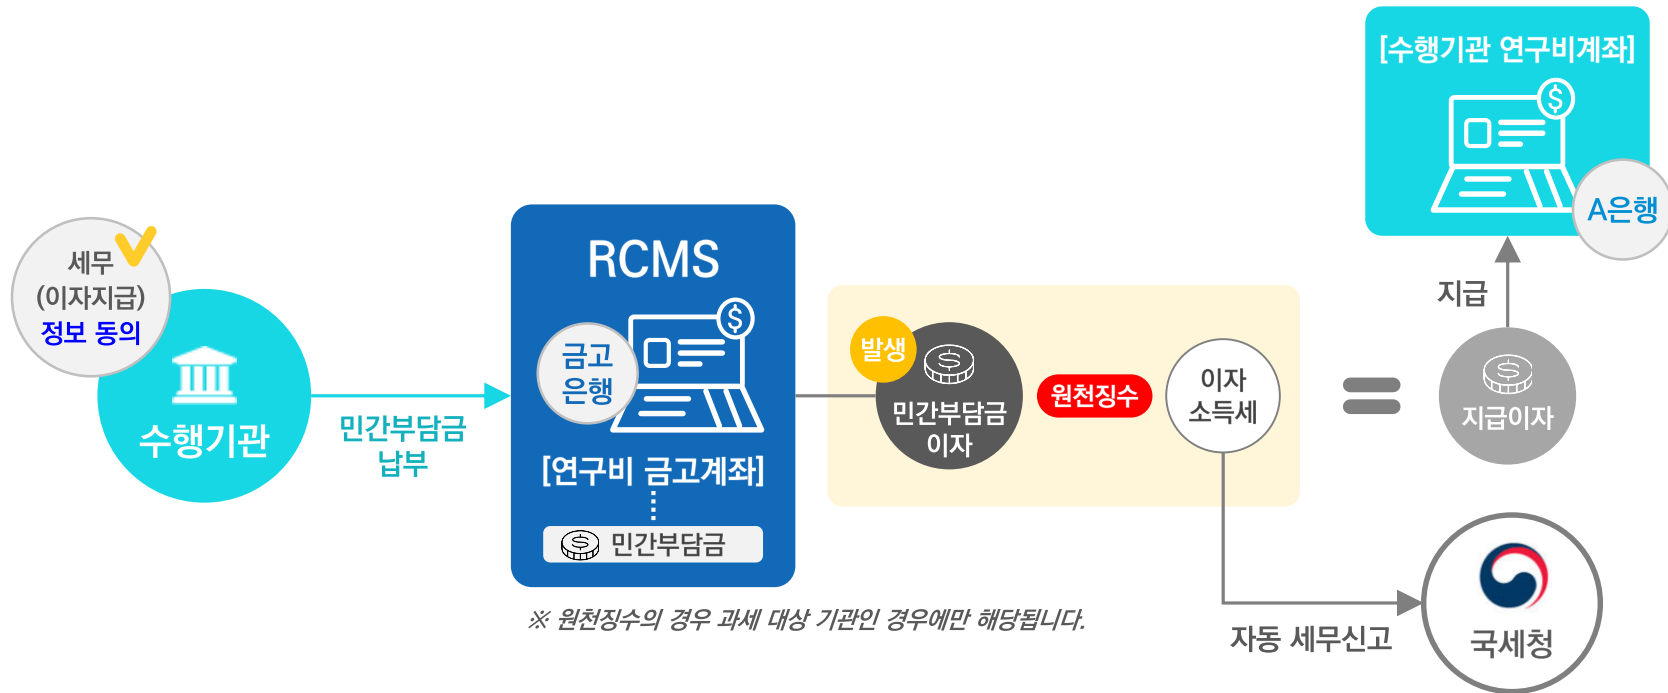 [수행기관 연구비계좌]
A은행
지급
세무
(이자지급)
정보 동의
수행기관
민간부담금
납부
RCMS
금고
은행
[연구비 금고계좌]
민간부담금
발생
민간부담금
이자
원천징수
이자
소득세
=
지급이자
※ 원천징수의 경우 과세 대상 기관인 경우에만 해당됩니다.
자동 세무신고
국세청